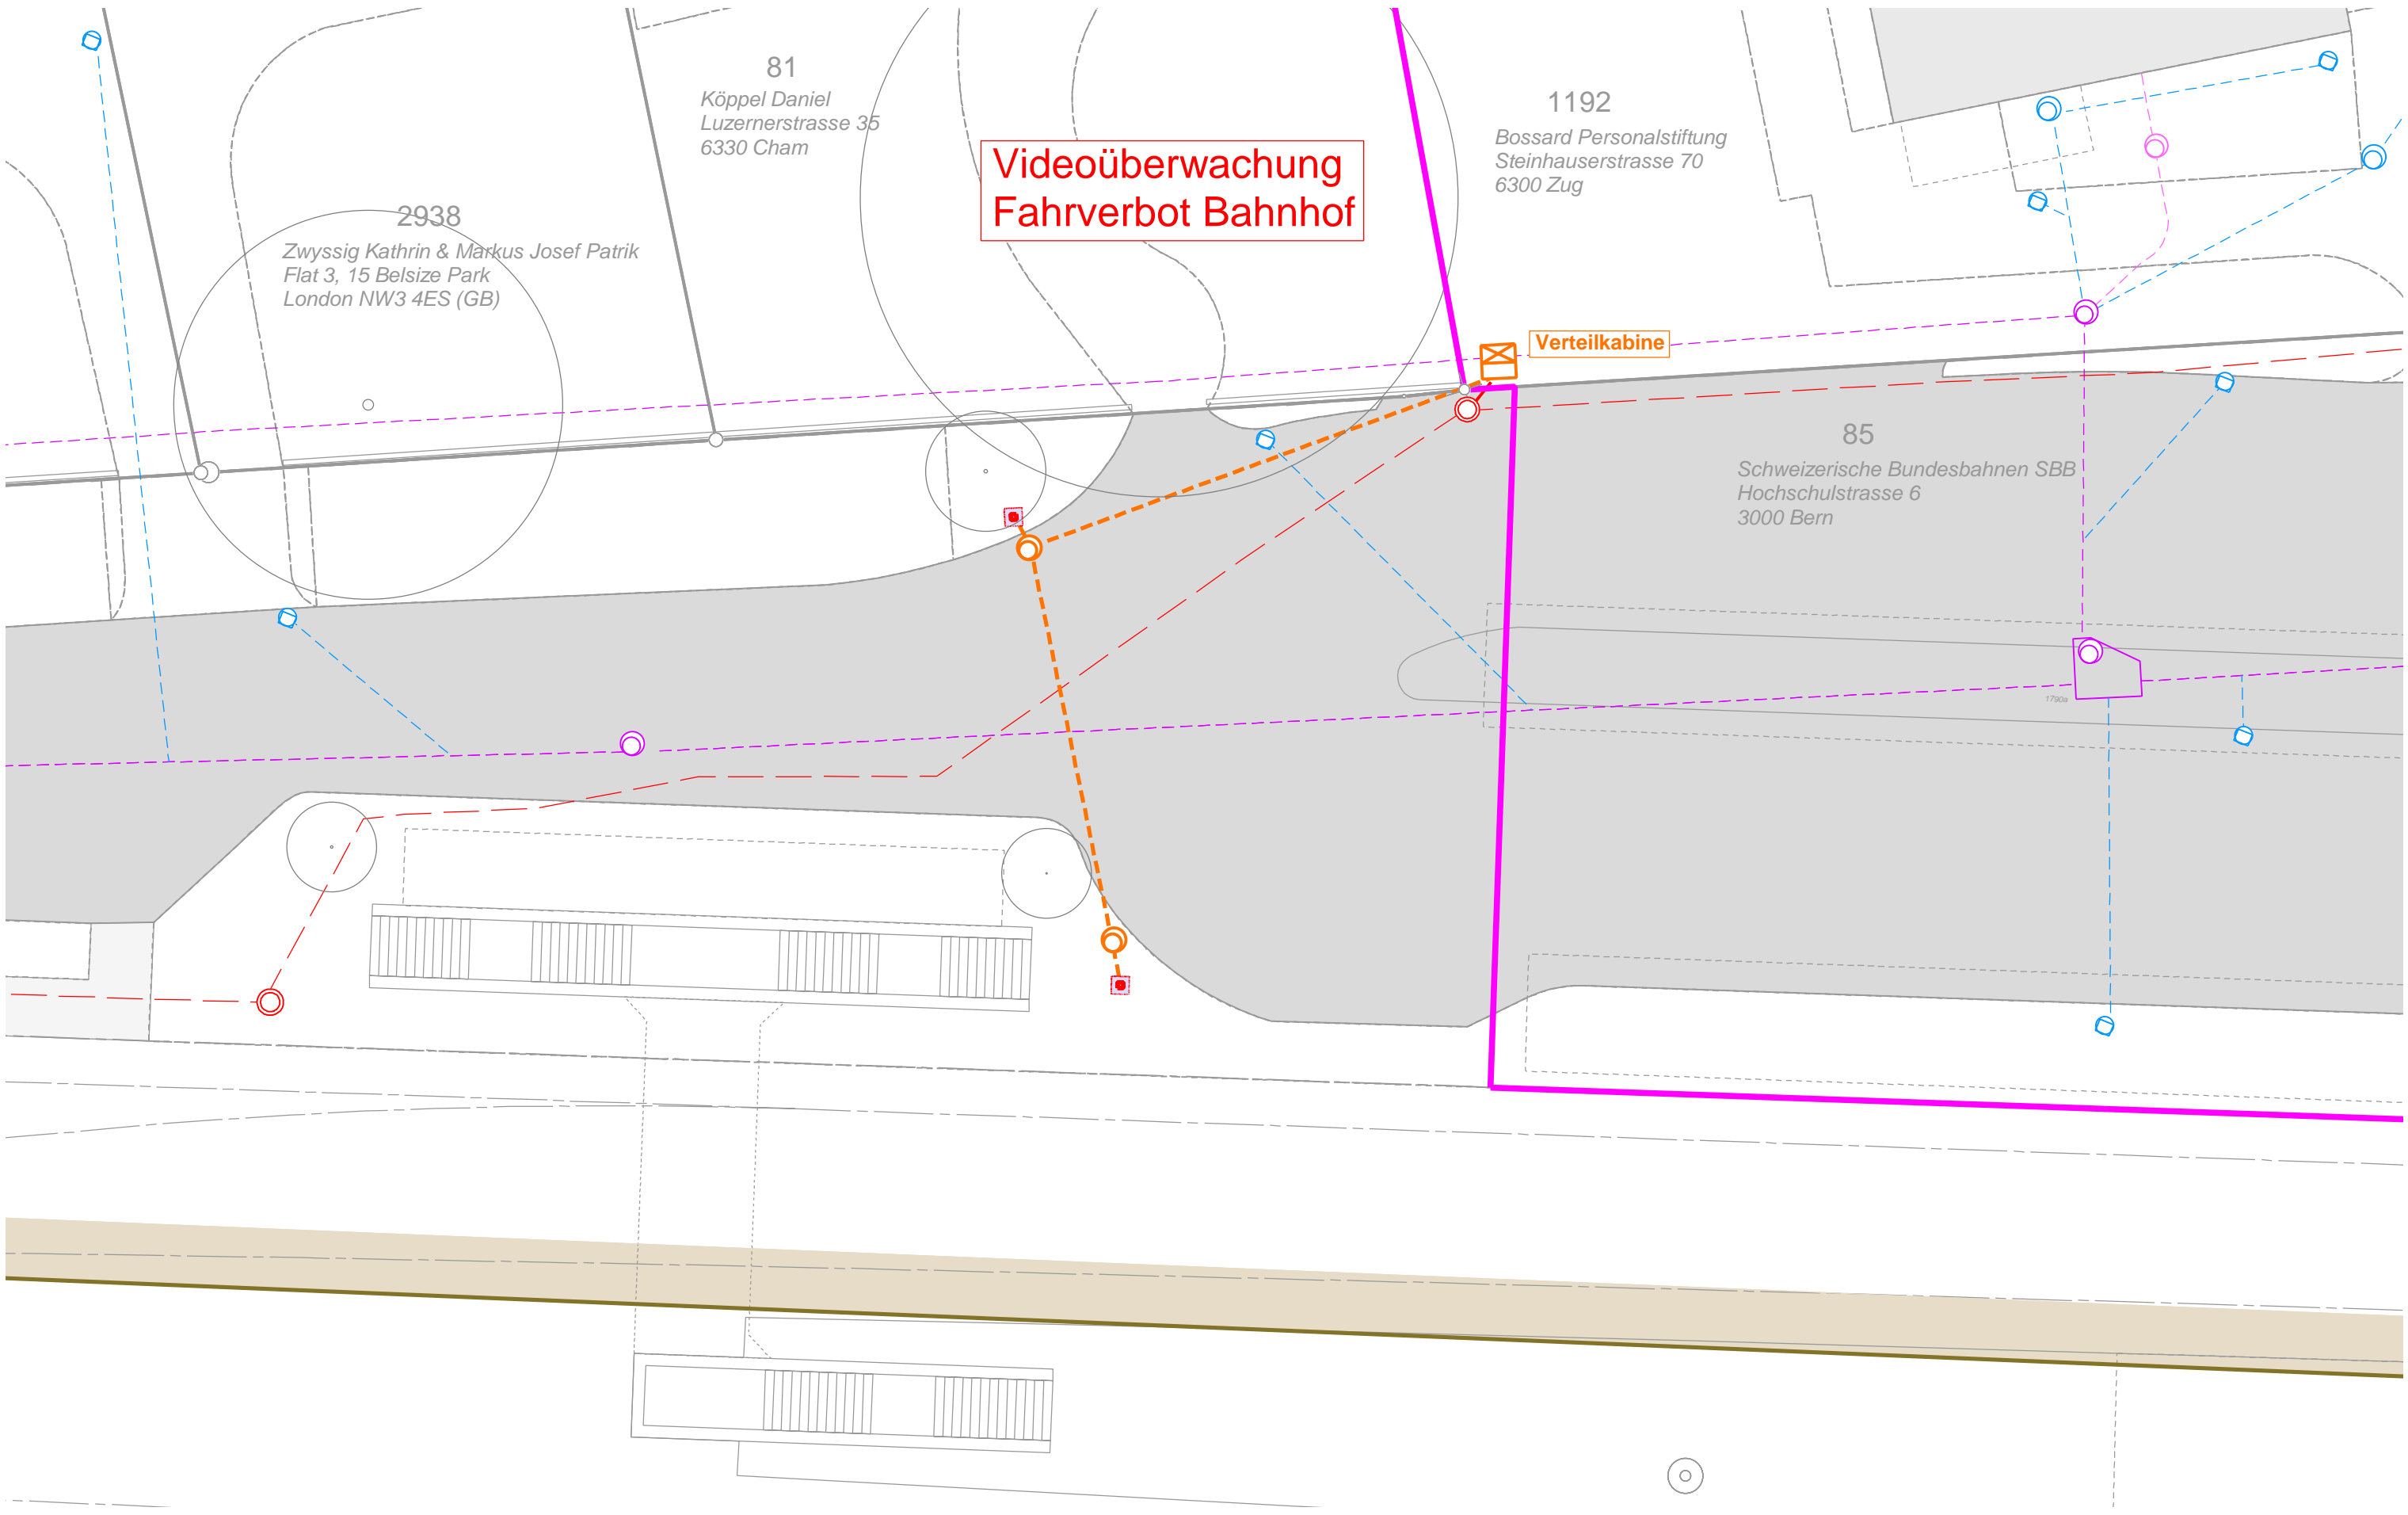 81
Köppel Daniel
Luzernerstrasse 35
6330 Cham
1192
Bossard Personalstiftung
Steinhauserstrasse 70
6300 Zug
Videoüberwachung
Fahrverbot Bahnhof
2938
Zwyssig Kathrin & Markus Josef Patrik
Flat 3, 15 Belsize Park
London NW3 4ES (GB)
Verteilkabine
85
Schweizerische Bundesbahnen SBB
Hochschulstrasse 6
3000 Bern
1790a